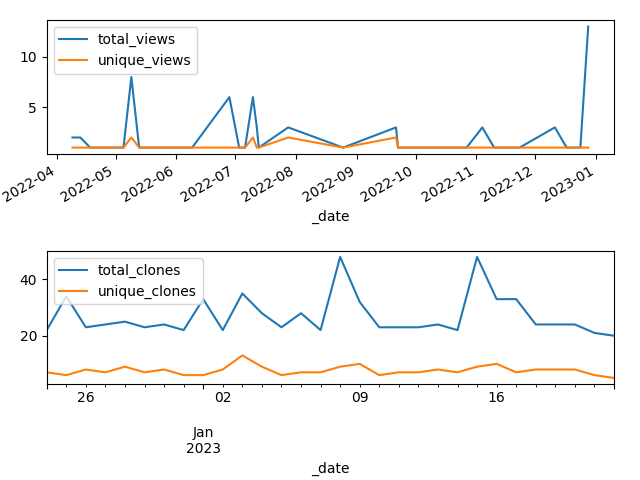 total_views
unique_views
10
5
2022-04
2022-05
2022-06
2022-07
2022-08
2022-09
2022-10
2022-11
2022-12
2023-01
_date
total_clones
unique_clones
40
20
26
02
09
16
Jan
2023
_date